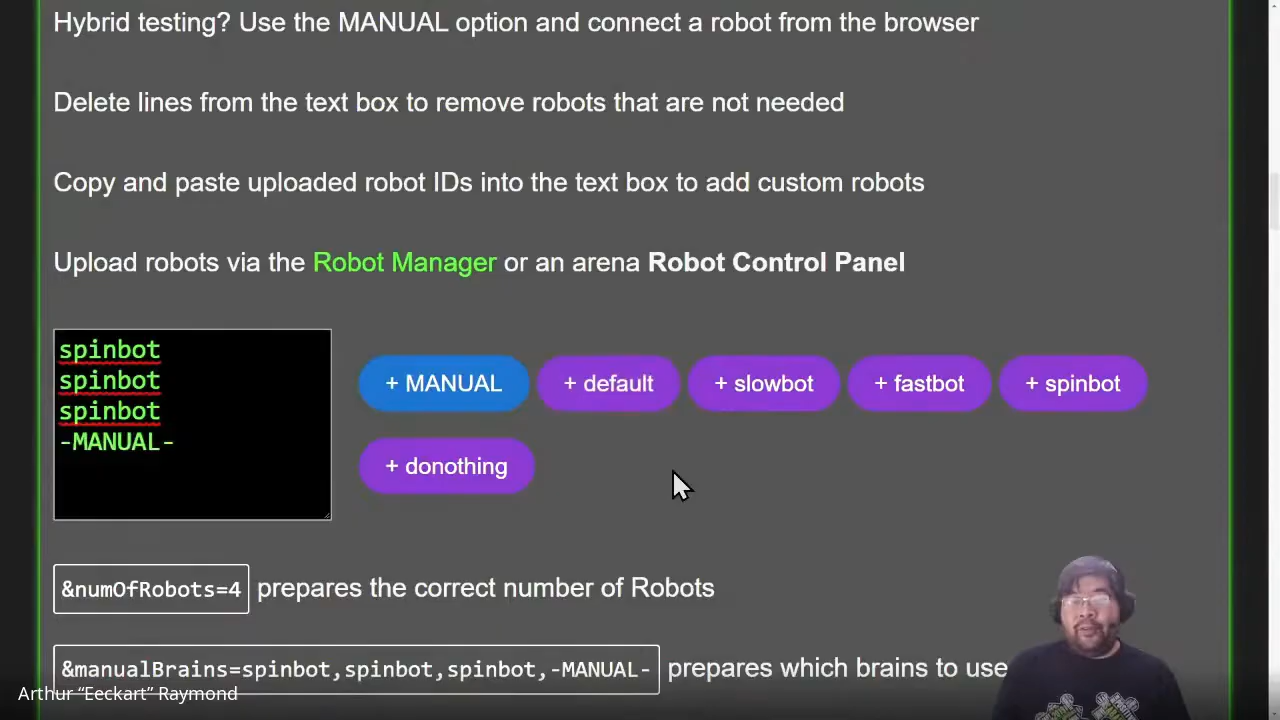 Hybrid testing? Use the MANUAL option and connect a robot from the browser
Delete lines from the text box to remove robots that are not needed
Copy and paste uploaded robot IDs into the text box to add custom robots
Upload robots via the Robot Manager or an arena Robot Control Panel
spinbot
spinbot
spinbot
-MANUAL-
+ MANUAL
+ default
+ slowbot
+ fastbot
+ spinbot
+ donothing
&numOfRobots=4 prepares the correct number of Robots
&manualBrains=spinbot,spinbot,spinbot,-MANUAL- prepares which brains to use
Arthur “Eeckart” Raymond